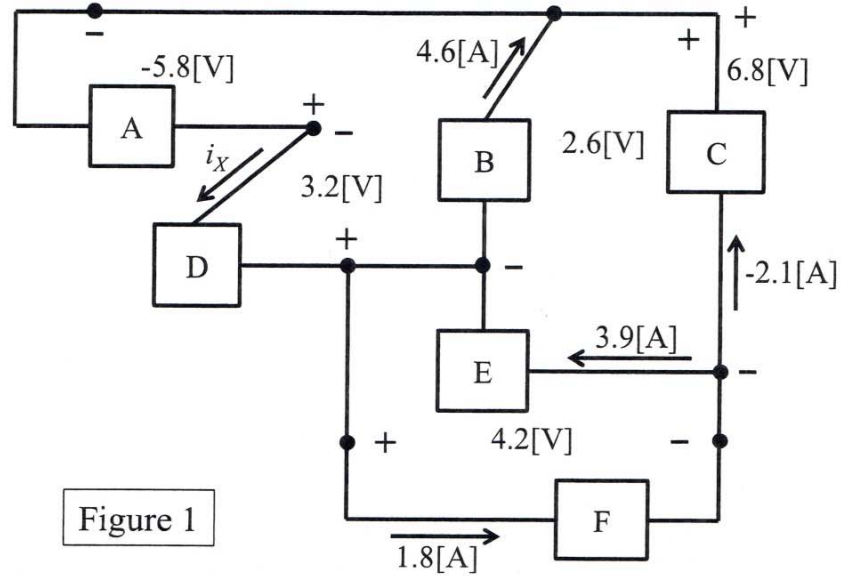 - + +
-5.8[V] 4.6[A] 6.8[V]
+ -
A B 2.6[V] C
i_X 3.2[V]
D + - -2.1[A]
E 3.9[A] -
+ 4.2[V] -
F
1.8[A]
Figure 1